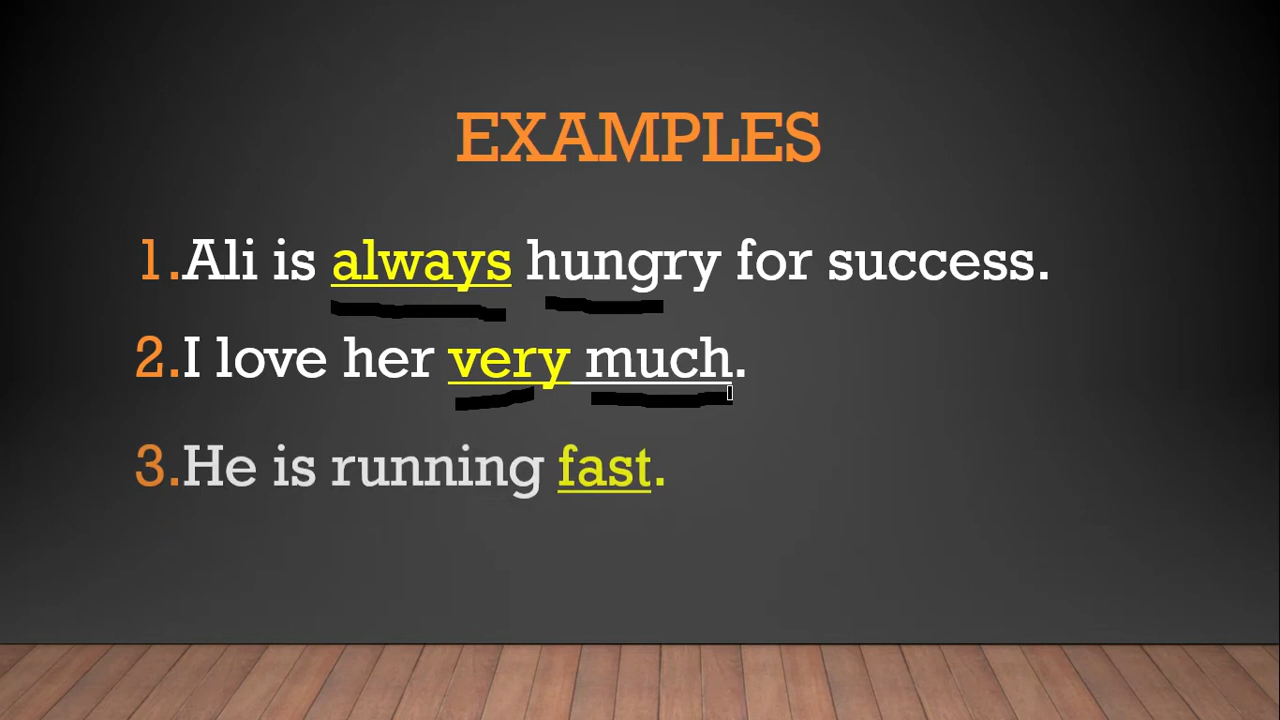 EXAMPLES
1.Ali is always hungry for success.
2.I love her very much.
3.He is running fast.